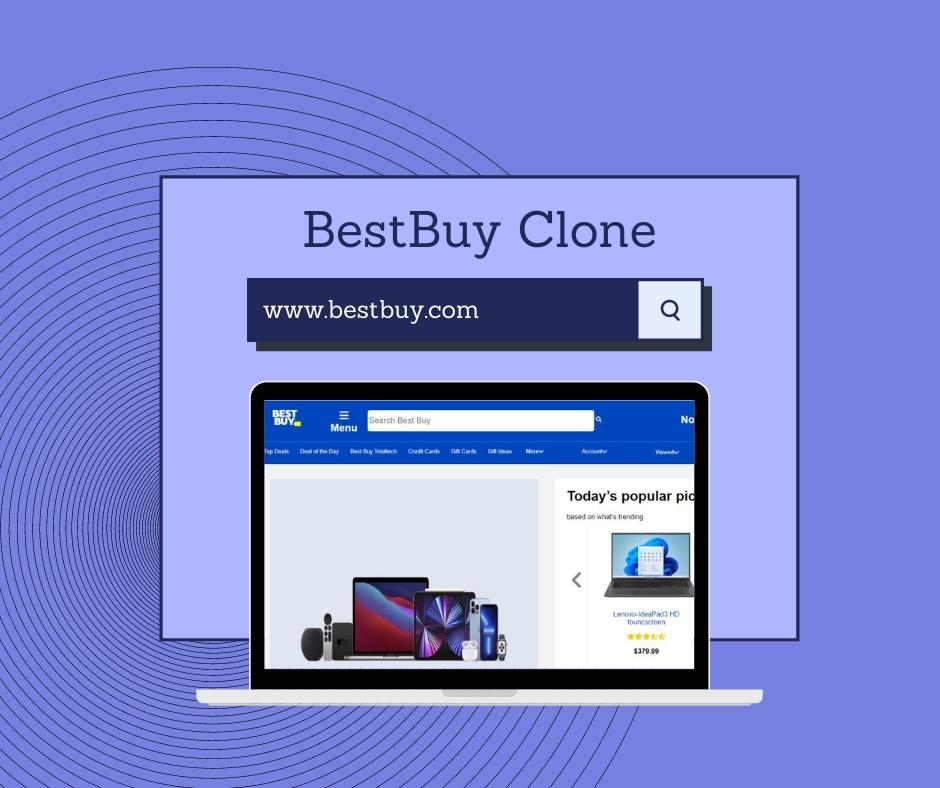 BestBuy Clone
www.bestbuy.com
BEST
BUY
Menu
Search Best Buy
No
Top Deals Deal of the Day Best Buy Totaltech Credit Cards Gift Cards Gift Ideas More Account Viewed
Today's popular pic
based on what's trending
Lenovo-IdeaPad3 HD
touncscreen
$379.99